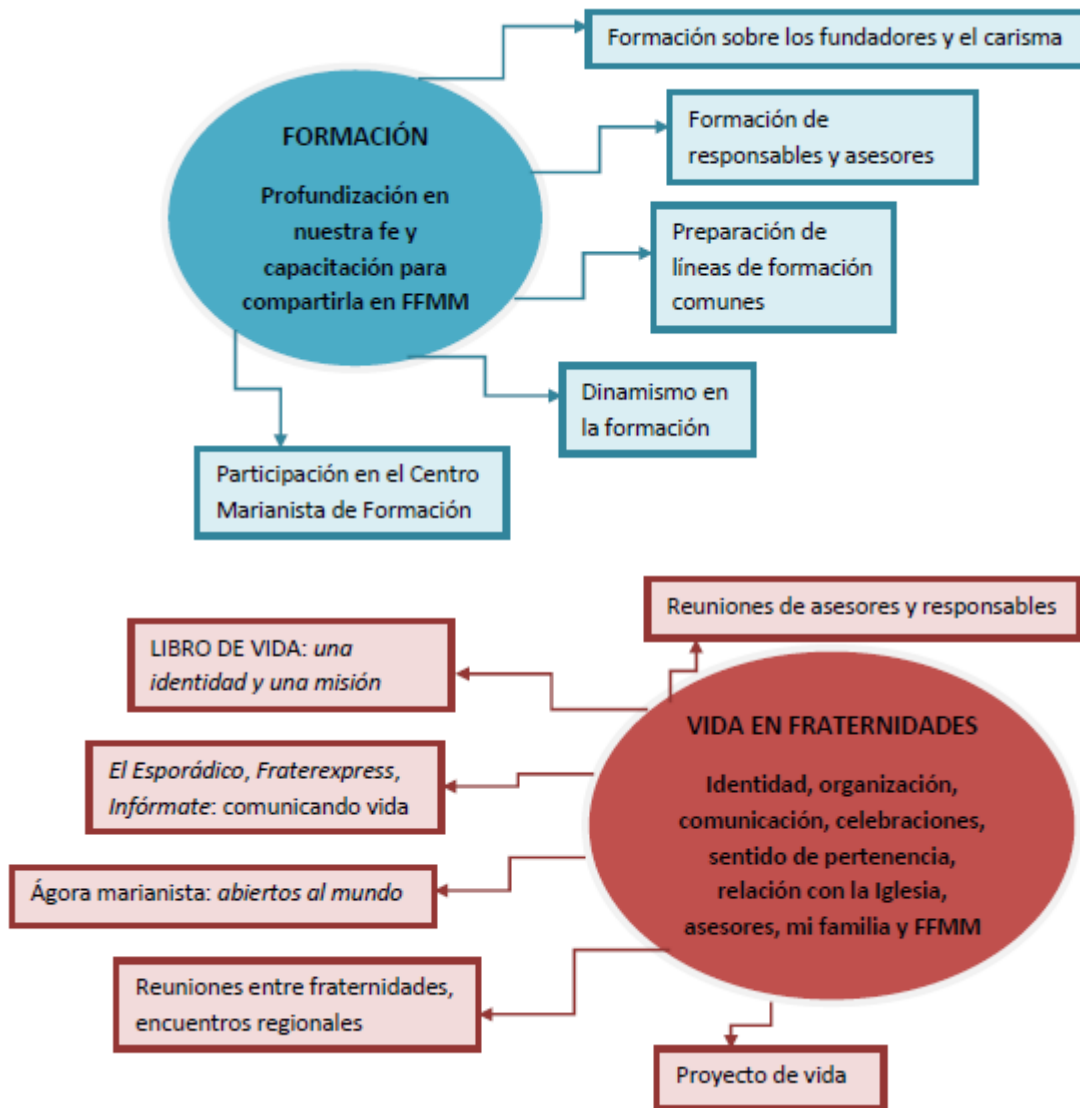 Formación sobre los fundadores y el carisma
FORMACIÓN
Profundización en
nuestra fe y
capacitación para
compartirla en FFMM
Formación de
responsables y asesores
Preparación de
líneas de formación
comunes
Dinamismo en
la formación
Participación en el Centro
Marianista de Formación
Reuniones de asesores y responsables
LIBRO DE VIDA: una
identidad y una misión
El Esporádico, Fraterexpress,
Infórmate: comunicando vida
Ágora marianista: abiertos al mundo
Reuniones entre fraternidades,
encuentros regionales
VIDA EN FRATERNIDADES
Identidad, organización,
comunicación, celebraciones,
sentido de pertenencia,
relación con la Iglesia,
asesores, mi familia y FFMM
Proyecto de vida